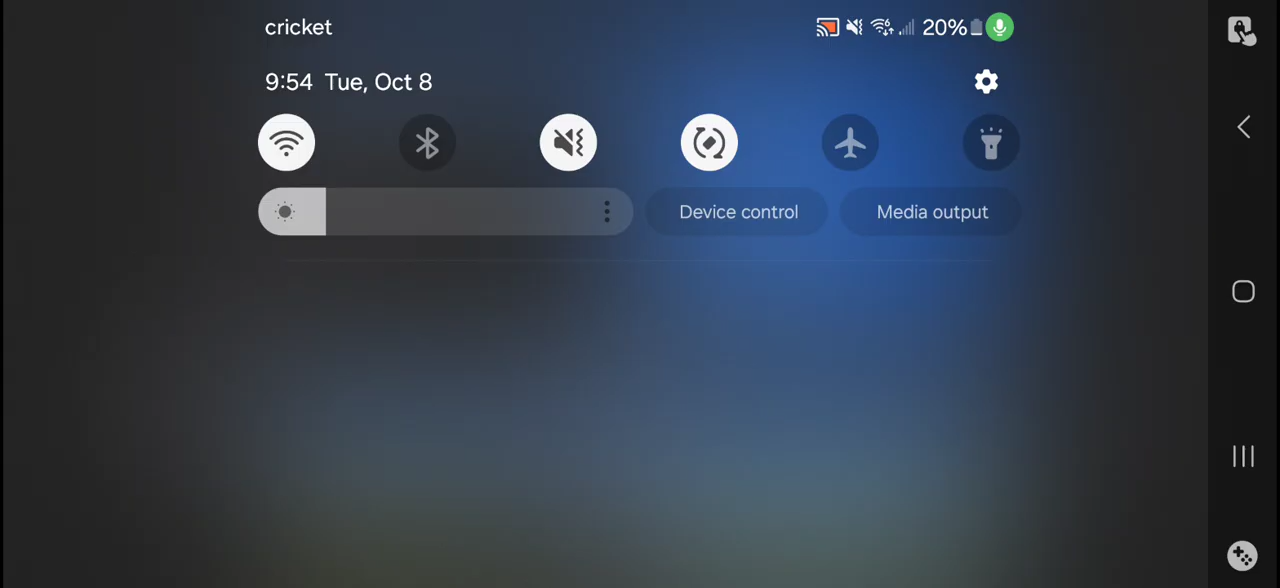 cricket
20%
9:54 Tue, Oct 8
Device control
Media output